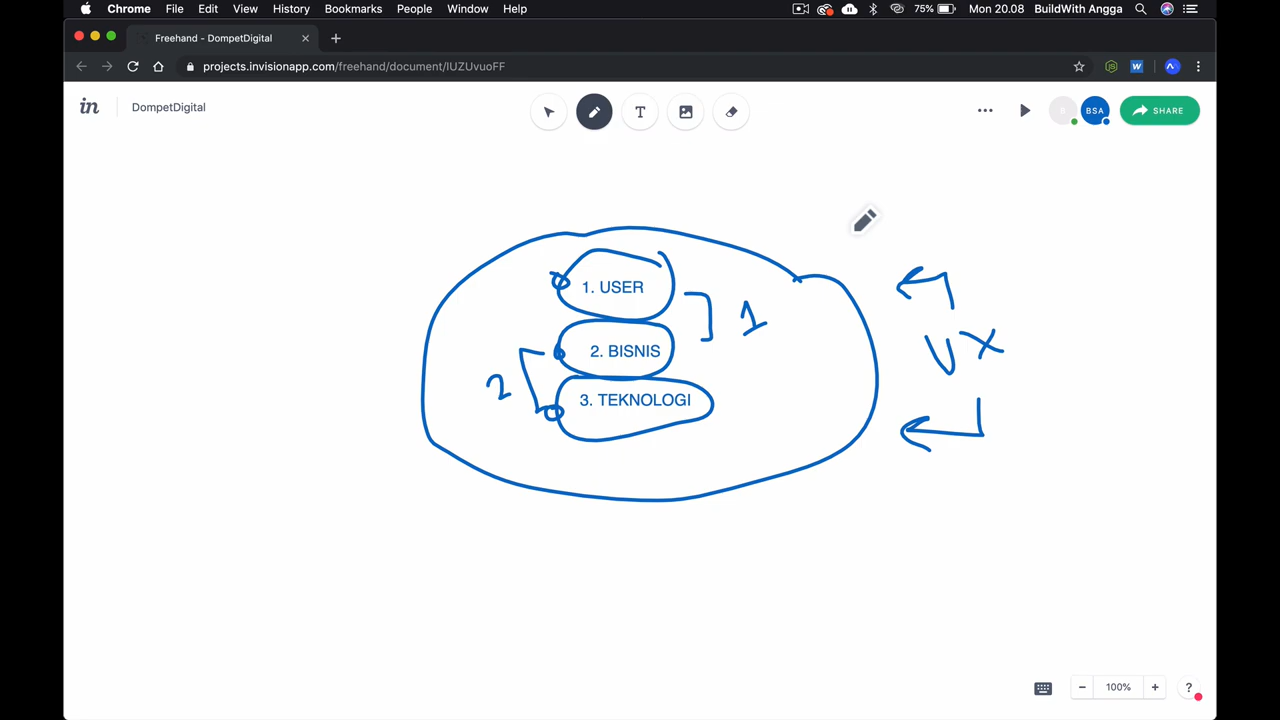 Chrome File Edit View History Bookmarks People Window Help 75% Mon 20.08 BuildWith Angga
Freehand - DompetDigital
projects.invisionapp.com/freehand/document/IUZUvuoFF
in DompetDigital T BSA SHARE
1. USER
1
2. BISNIS
UX
2
3. TEKNOLOGI
100%
?